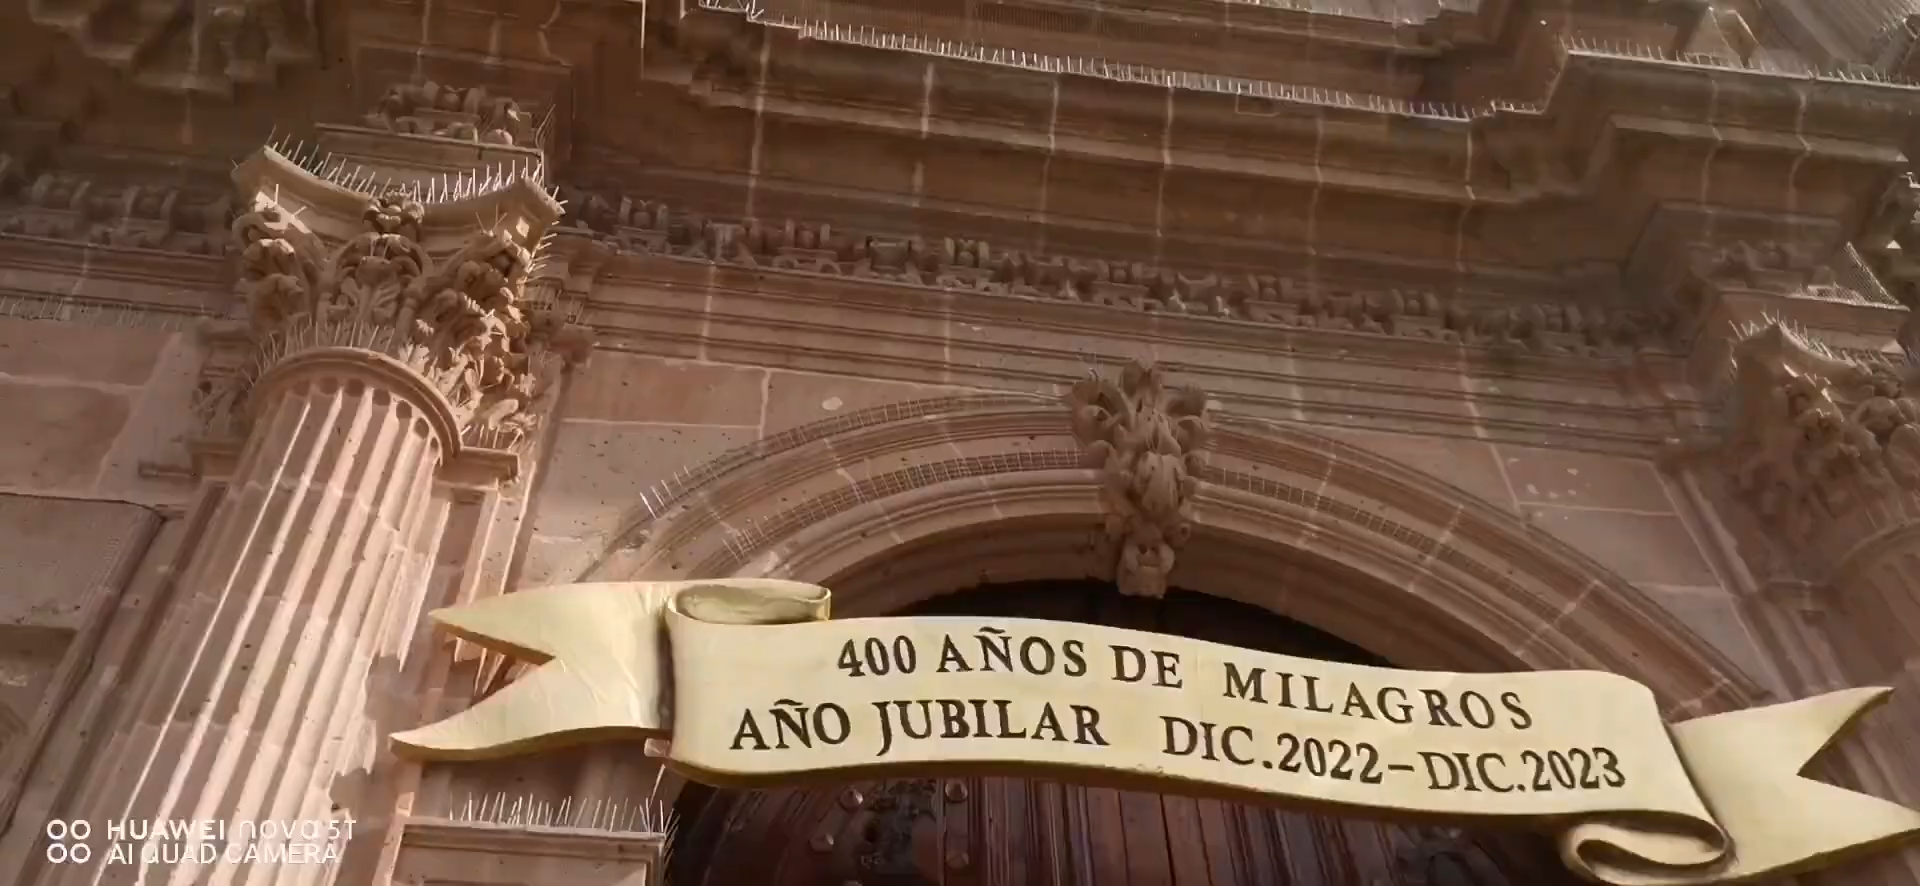 400 AÑOS DE MILAGROS
AÑO JUBILAR DIC.2022-DIC.2023
HUAWEI nova 5T
AI QUAD CAMERA